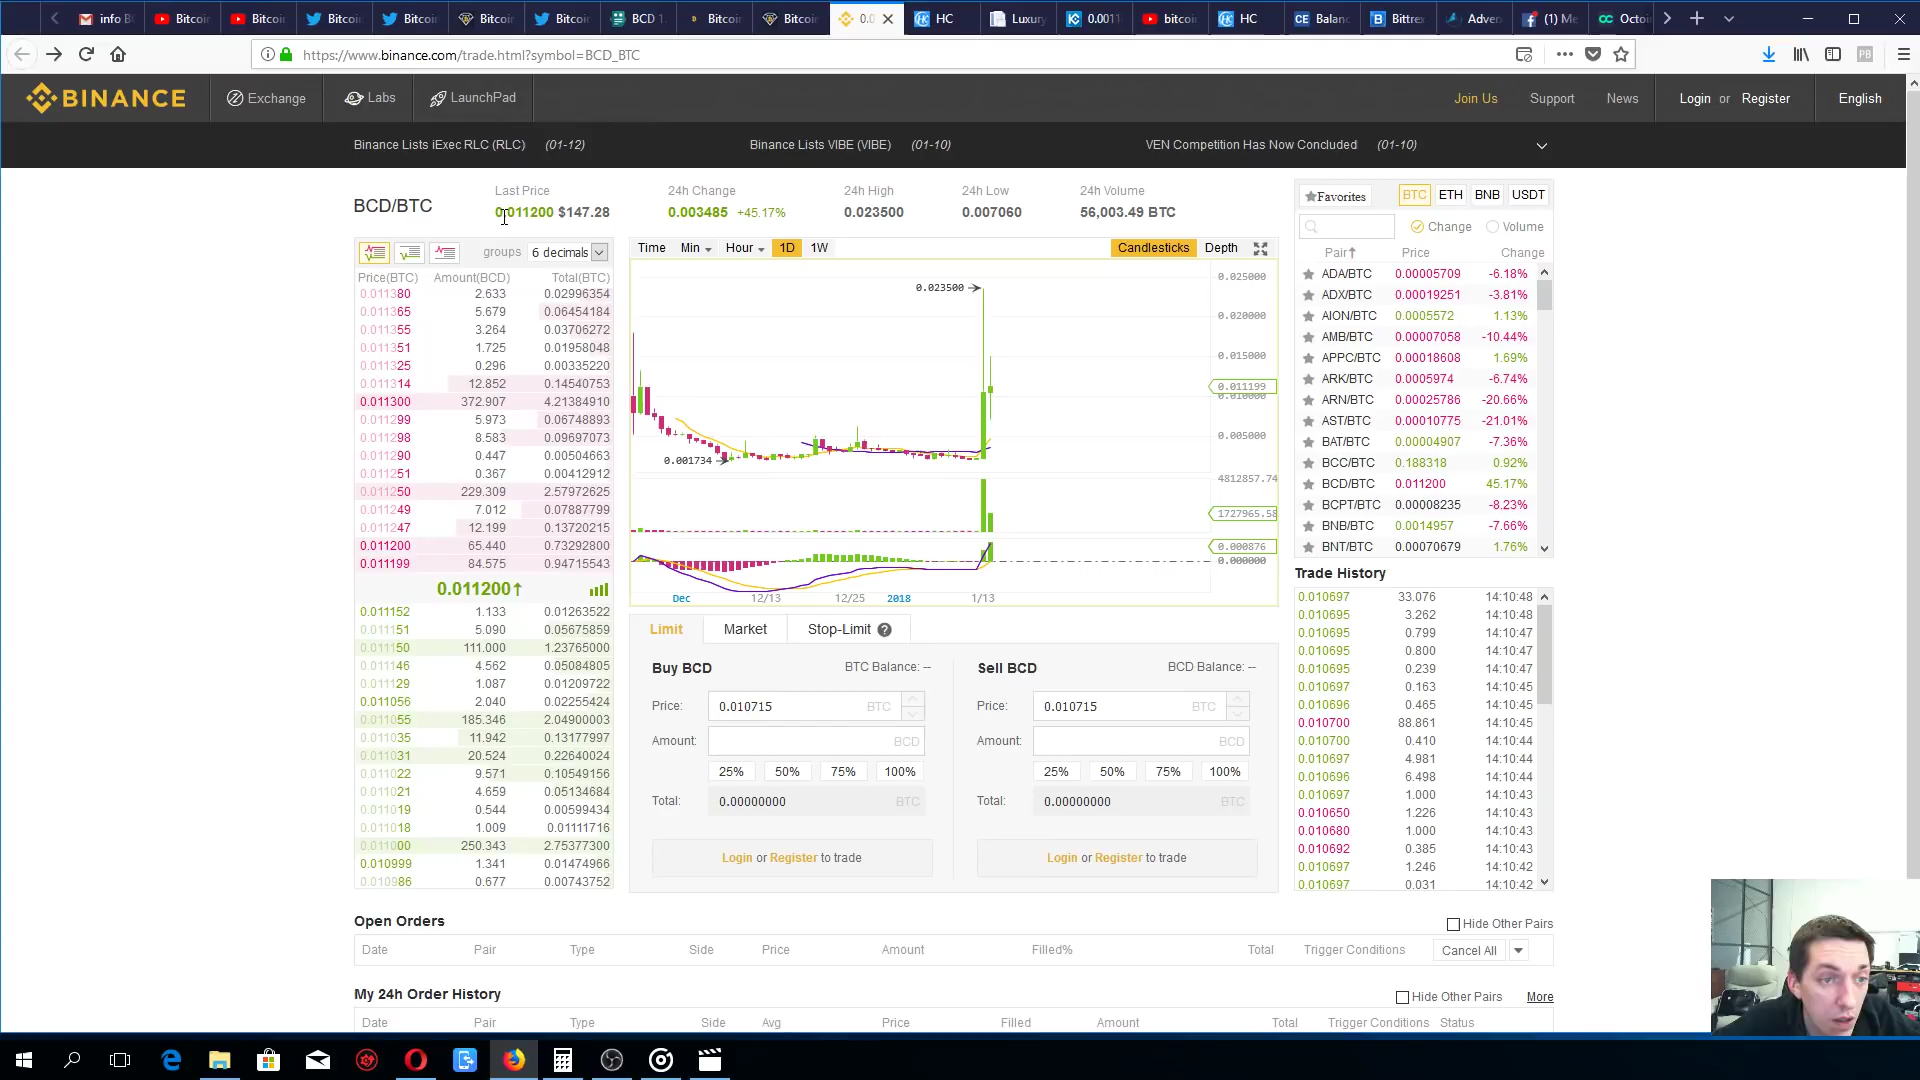 info B
Bitcoin
Bitcoin
Bitcoi
Bitcoi
Bitcoi
Bitcoi
BCD 1.
Bitcoin
Bitcoi
0.0
HC
Luxury
0.0011
bitcoi
HC
CE Balanc
Bittrex
Adven
(1) Me
Octoin
https://www.binance.com/trade.html?symbol=BCD_BTC
BINANCE
Exchange
Labs
LaunchPad
Join Us
Support
News
Login or Register
English
Binance Lists iExec RLC (RLC) (01-12)
Binance Lists VIBE (VIBE) (01-10)
VEN Competition Has Now Concluded (01-10)
BCD/BTC
Last Price
0.011200 $147.28
24h Change
0.003485 +45.17%
24h High
0.023500
24h Low
0.007060
24h Volume
56,003.49 BTC
groups 6 decimals
Price(BTC) Amount(BCD) Total(BTC)
0.011380 2.633 0.02996354
0.011365 5.679 0.06454184
0.011355 3.264 0.03706272
0.011351 1.725 0.01958048
0.011325 0.296 0.00335220
0.011314 12.852 0.14540753
0.011300 372.907 4.21384910
0.011299 5.973 0.06748893
0.011298 8.583 0.09697073
0.011290 0.447 0.00504663
0.011251 0.367 0.00412912
0.011250 229.309 2.57972625
0.011249 7.012 0.07887799
0.011247 12.199 0.13720215
0.011200 65.440 0.73292800
0.011199 84.575 0.94715543
0.011200↑
0.011152 1.133 0.01263522
0.011151 5.090 0.05675859
0.011150 111.000 1.23765000
0.011146 4.562 0.05084805
0.011129 1.087 0.01209722
0.011056 2.040 0.02255424
0.011055 185.346 2.04900003
0.011035 11.942 0.13177997
0.011031 20.524 0.22640024
0.011022 9.571 0.10549156
0.011021 4.659 0.05134684
0.011019 0.544 0.00599434
0.011018 1.009 0.01111716
0.011000 250.343 2.75377300
0.010999 1.341 0.01474966
0.010986 0.677 0.00743752
Time Min Hour 1D 1W
Candlesticks Depth
0.023500
0.001734
0.025000
0.020000
0.015000
0.011199
0.010000
0.005000
4812857.74
1727965.58
0.000876
0.000000
Dec 12/13 12/25 2018 1/13
Limit Market Stop-Limit ?
Buy BCD BTC Balance: --
Price: 0.010715 BTC
Amount: BCD
25% 50% 75% 100%
Total: 0.00000000 BTC
Login or Register to trade
Sell BCD BCD Balance: --
Price: 0.010715 BTC
Amount: BCD
25% 50% 75% 100%
Total: 0.00000000 BTC
Login or Register to trade
Favorites BTC ETH BNB USDT
Change Volume
Pair↑ Price Change
ADA/BTC 0.00005709 -6.18%
ADX/BTC 0.00019251 -3.81%
AION/BTC 0.0005572 1.13%
AMB/BTC 0.00007058 -10.44%
APPC/BTC 0.00018608 1.69%
ARK/BTC 0.0005974 -6.74%
ARN/BTC 0.00025786 -20.66%
AST/BTC 0.00010775 -21.01%
BAT/BTC 0.00004907 -7.36%
BCC/BTC 0.188318 0.92%
BCD/BTC 0.011200 45.17%
BCPT/BTC 0.00008235 -8.23%
BNB/BTC 0.0014957 -7.66%
BNT/BTC 0.00070679 1.76%
Trade History
0.010697 33.076 14:10:48
0.010695 3.262 14:10:48
0.010695 0.799 14:10:47
0.010695 0.800 14:10:47
0.010695 0.239 14:10:47
0.010697 0.163 14:10:45
0.010696 0.465 14:10:45
0.010700 88.861 14:10:45
0.010700 0.410 14:10:44
0.010697 4.981 14:10:44
0.010696 6.498 14:10:44
0.010697 1.000 14:10:43
0.010650 1.226 14:10:43
0.010680 1.000 14:10:43
0.010692 0.385 14:10:43
0.010697 1.246 14:10:42
0.010697 0.031 14:10:42
Open Orders
Hide Other Pairs
Date Pair Type Side Price Amount Filled% Total Trigger Conditions Cancel All
My 24h Order History
Hide Other Pairs More
Date Pair Type Side Avg Price Filled Amount Total Trigger Conditions Status